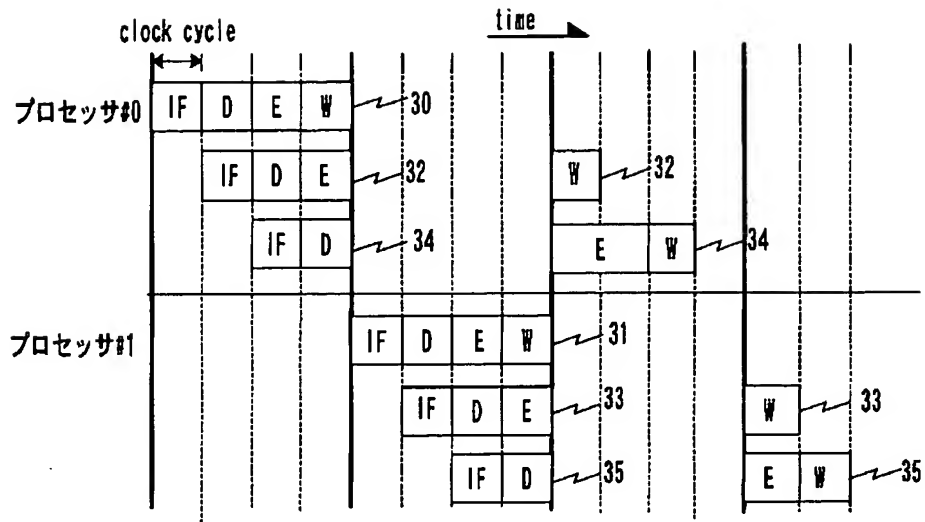 time
clock cycle
プロセッサ#0 IF D E W 30
IF D E 32 W 32
IF D 34 E W 34
プロセッサ#1 IF D E W 31
IF D E 33 W 33
IF D 35 E W 35